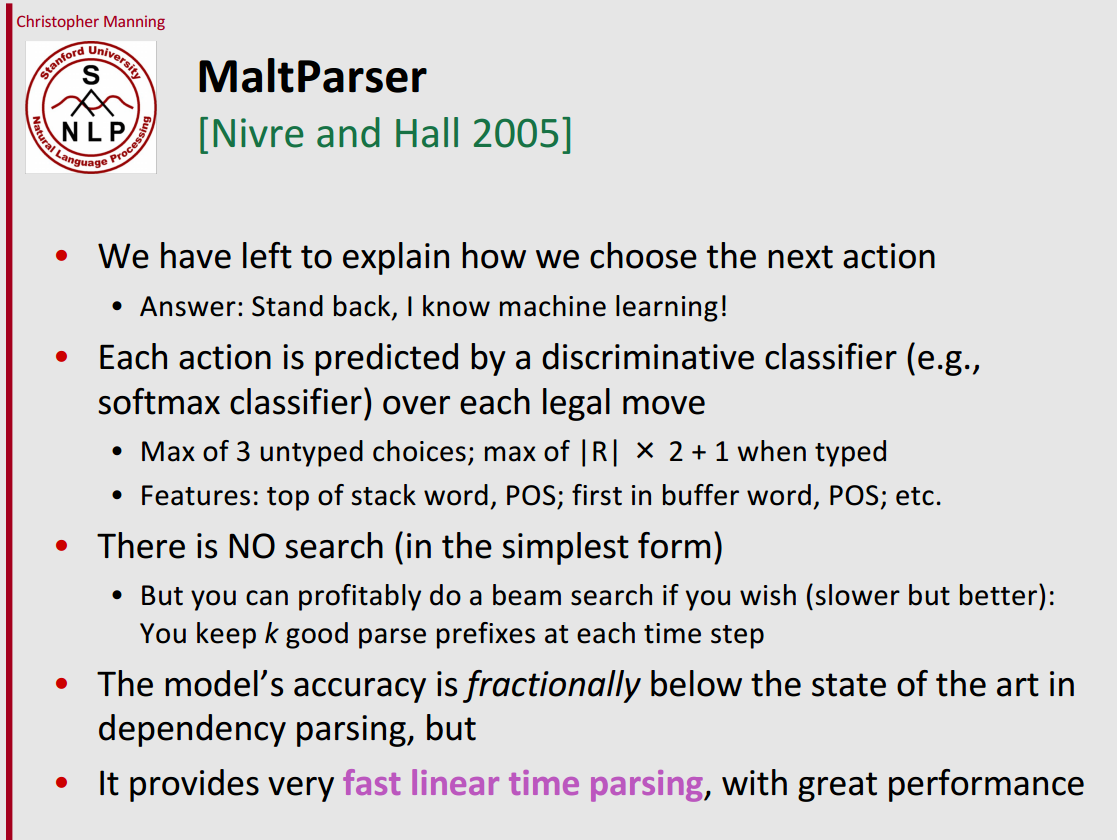 Christopher Manning
Stanford University
S
N L P
Natural Language Processing
MaltParser
[Nivre and Hall 2005]
• We have left to explain how we choose the next action
• Answer: Stand back, I know machine learning!
• Each action is predicted by a discriminative classifier (e.g.,
softmax classifier) over each legal move
• Max of 3 untyped choices; max of |R| × 2 + 1 when typed
• Features: top of stack word, POS; first in buffer word, POS; etc.
• There is NO search (in the simplest form)
• But you can profitably do a beam search if you wish (slower but better):
You keep k good parse prefixes at each time step
• The model’s accuracy is fractionally below the state of the art in
dependency parsing, but
• It provides very fast linear time parsing, with great performance